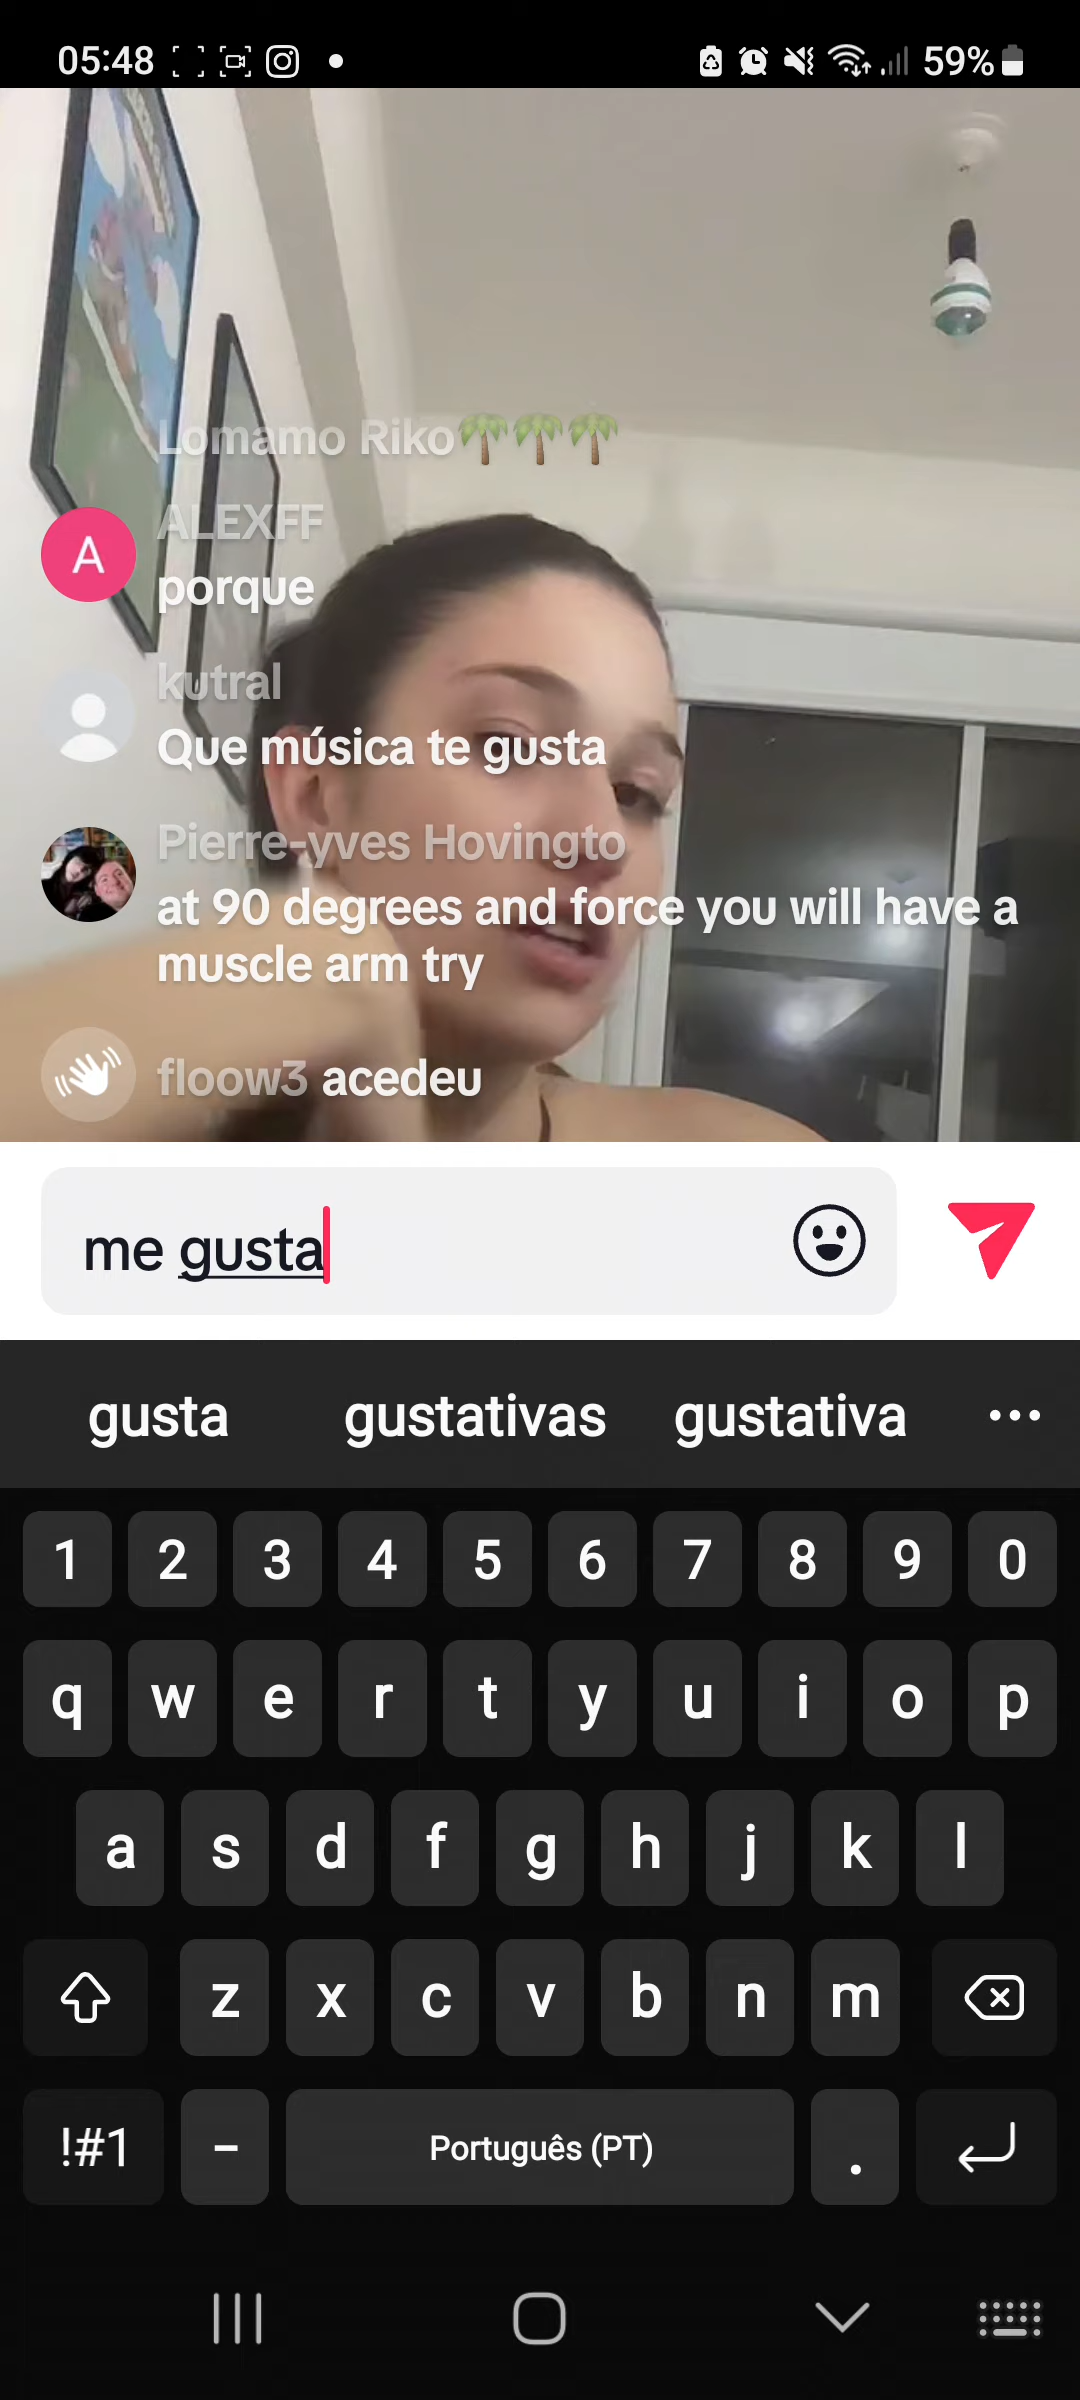 05:48 59%
Lomamo Riko🌴🌴🌴
A
ALEXFF
porque
kutral
Que música te gusta
Pierre-yves Hovingto
at 90 degrees and force you will have a
muscle arm try
floow3 acedeu
me gusta
gusta gustativas gustativa
1 2 3 4 5 6 7 8 9 0
q w e r t y u i o p
a s d f g h j k l
z x c v b n m
!#1 - Português (PT) .